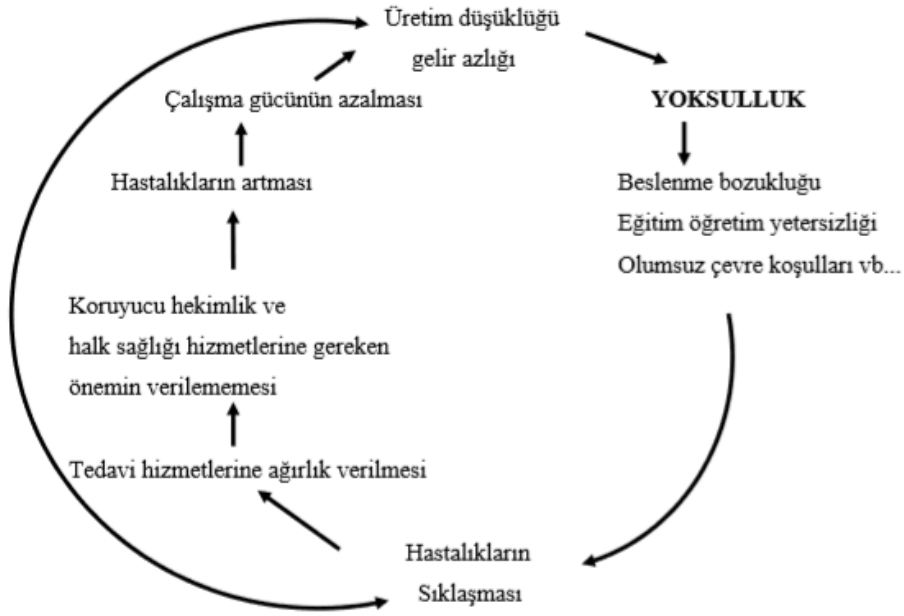 Üretim düşüklüğü
gelir azlığı
YOKSULLUK
Beslenme bozukluğu
Eğitim öğretim yetersizliği
Olumsuz çevre koşulları vb...
Hastalıkların
Sıklaşması
Tedavi hizmetlerine ağırlık verilmesi
Koruyucu hekimlik ve
halk sağlığı hizmetlerine gereken
önemin verilememesi
Hastalıkların artması
Çalışma gücünün azalması